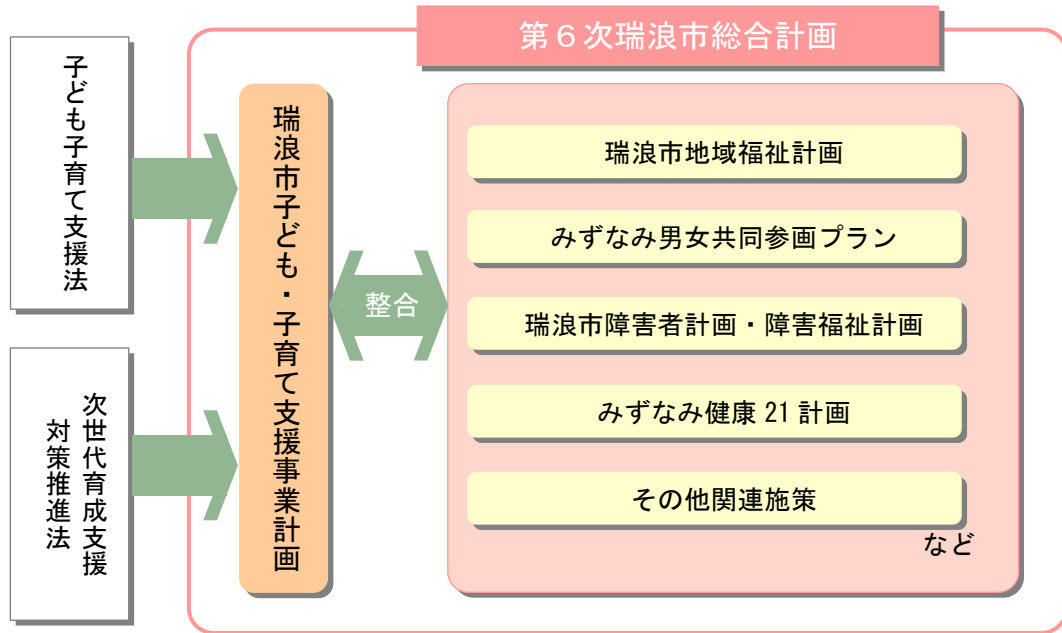 第６次瑞浪市総合計画
子ども子育て支援法
次世代育成支援
対策推進法
瑞浪市子ども・子育て支援事業計画
整合
瑞浪市地域福祉計画
みずなみ男女共同参画プラン
瑞浪市障害者計画・障害福祉計画
みずなみ健康 21 計画
その他関連施策
など